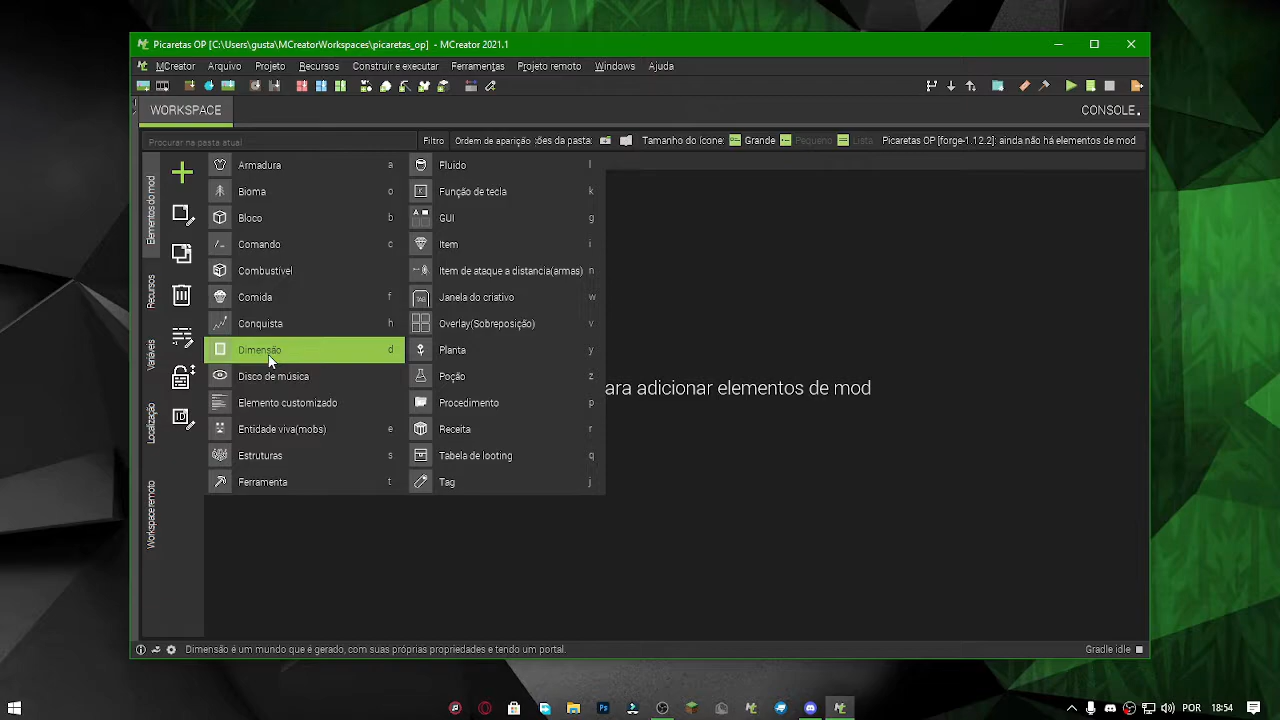 Picaretas OP [C:\Users\gusta\MCreatorWorkspaces\picaretas_op] - MCreator 2021.1
MCreator Arquivo Projeto Recursos Construir e executar Ferramentas Projeto remoto Windows Ajuda
WORKSPACE
CONSOLE
Procurar na pasta atual
Filtro Ordem de aparição ões da pasta: Tamanho do ícone: Grande Pequeno Lista Picaretas OP [forge-1.12.2]: ainda não há elementos de mod
Elementos do mod
Recursos
Variáveis
Localização
Workspace remoto
Armadura a
Bioma o
Bloco b
Comando c
Combustível
Comida f
Conquista h
Dimensão d
Disco de música
Elemento customizado
Entidade viva(mobs) e
Estruturas s
Ferramenta t
Fluido l
Função de tecla k
GUI g
Item i
Item de ataque a distancia(armas) n
Janela do criativo w
Overlay(Sobreposição) v
Planta y
Poção z
Procedimento p
Receita r
Tabela de looting q
Tag j
ara adicionar elementos de mod
Dimensão é um mundo que é gerado, com suas próprias propriedades e tendo um portal.
Gradle idle
POR 18:54